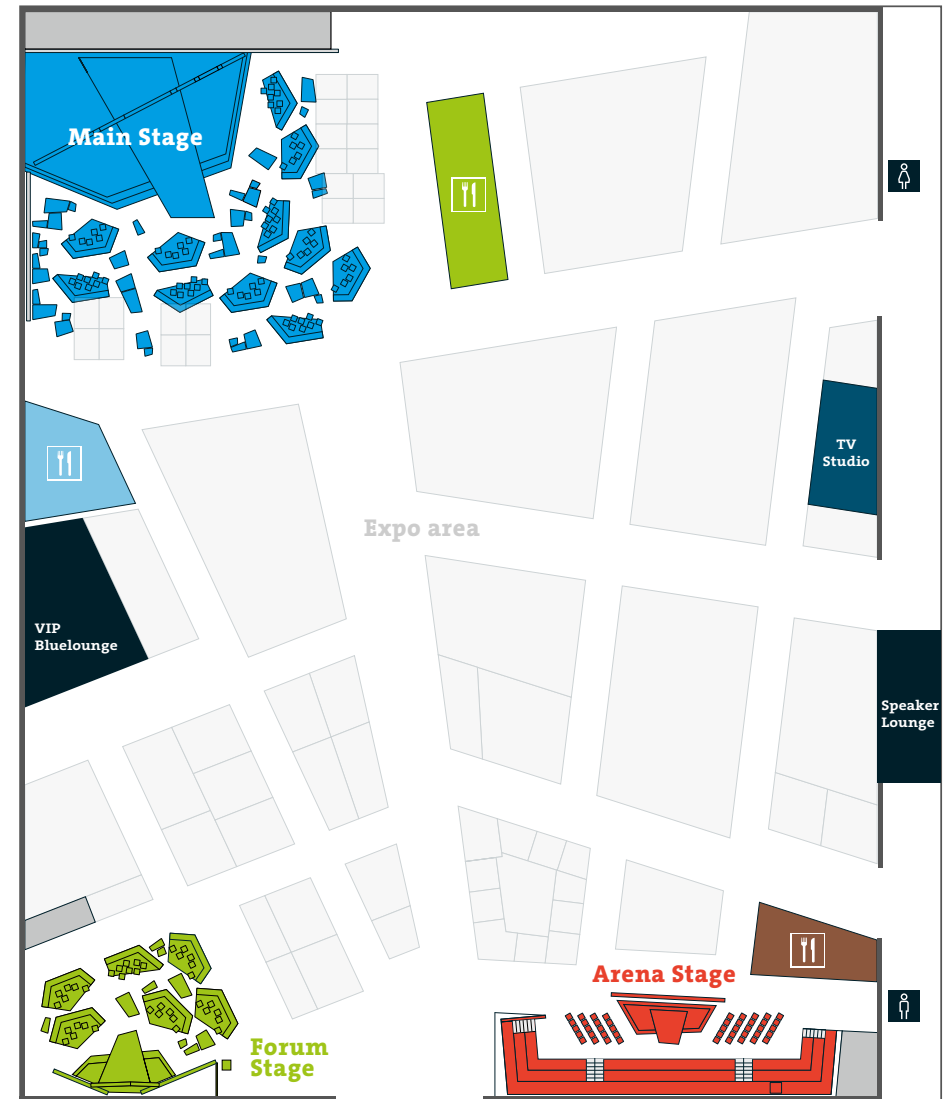 Main Stage
TV
Studio
Expo area
VIP
Bluelounge
Speaker
Lounge
Arena Stage
Forum
Stage